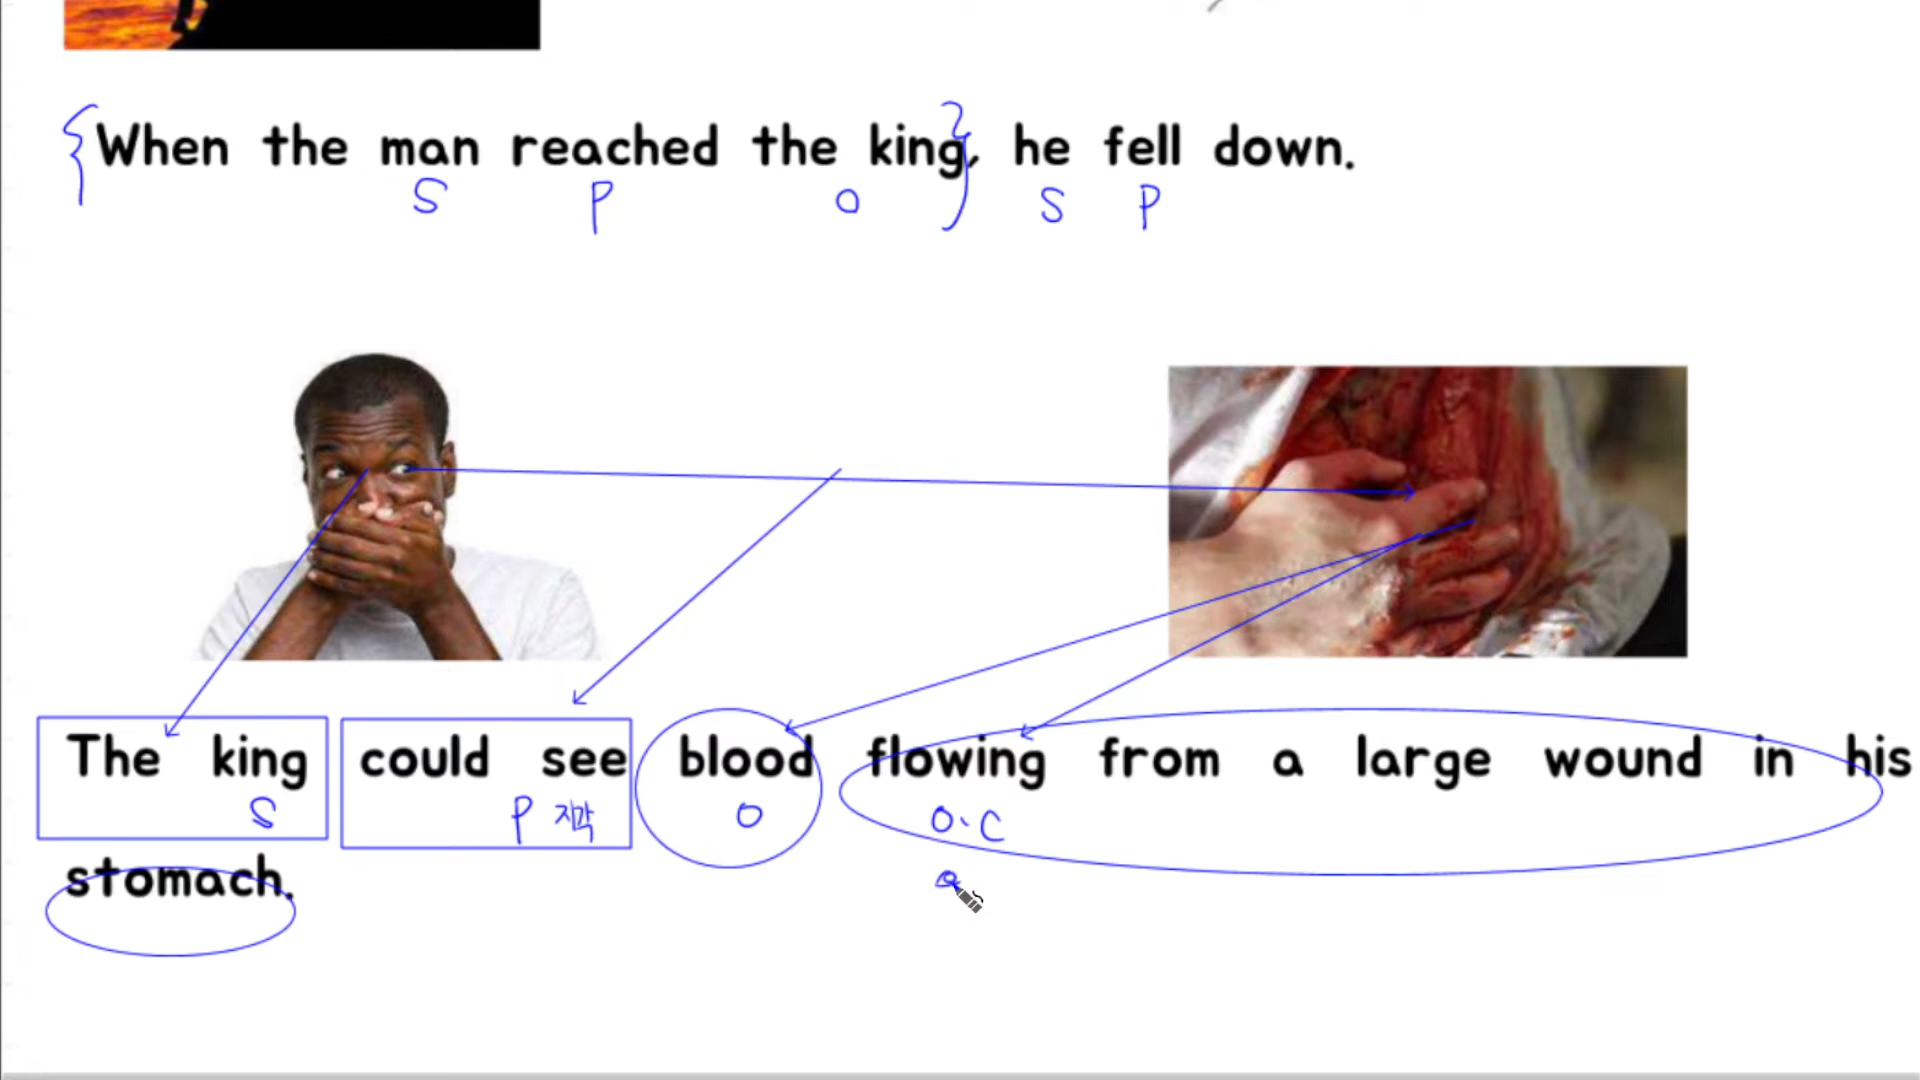 When the man reached the king, he fell down.
S P O S P
The king could see blood flowing from a large wound in his
S P 지각 O O·C
stomach.